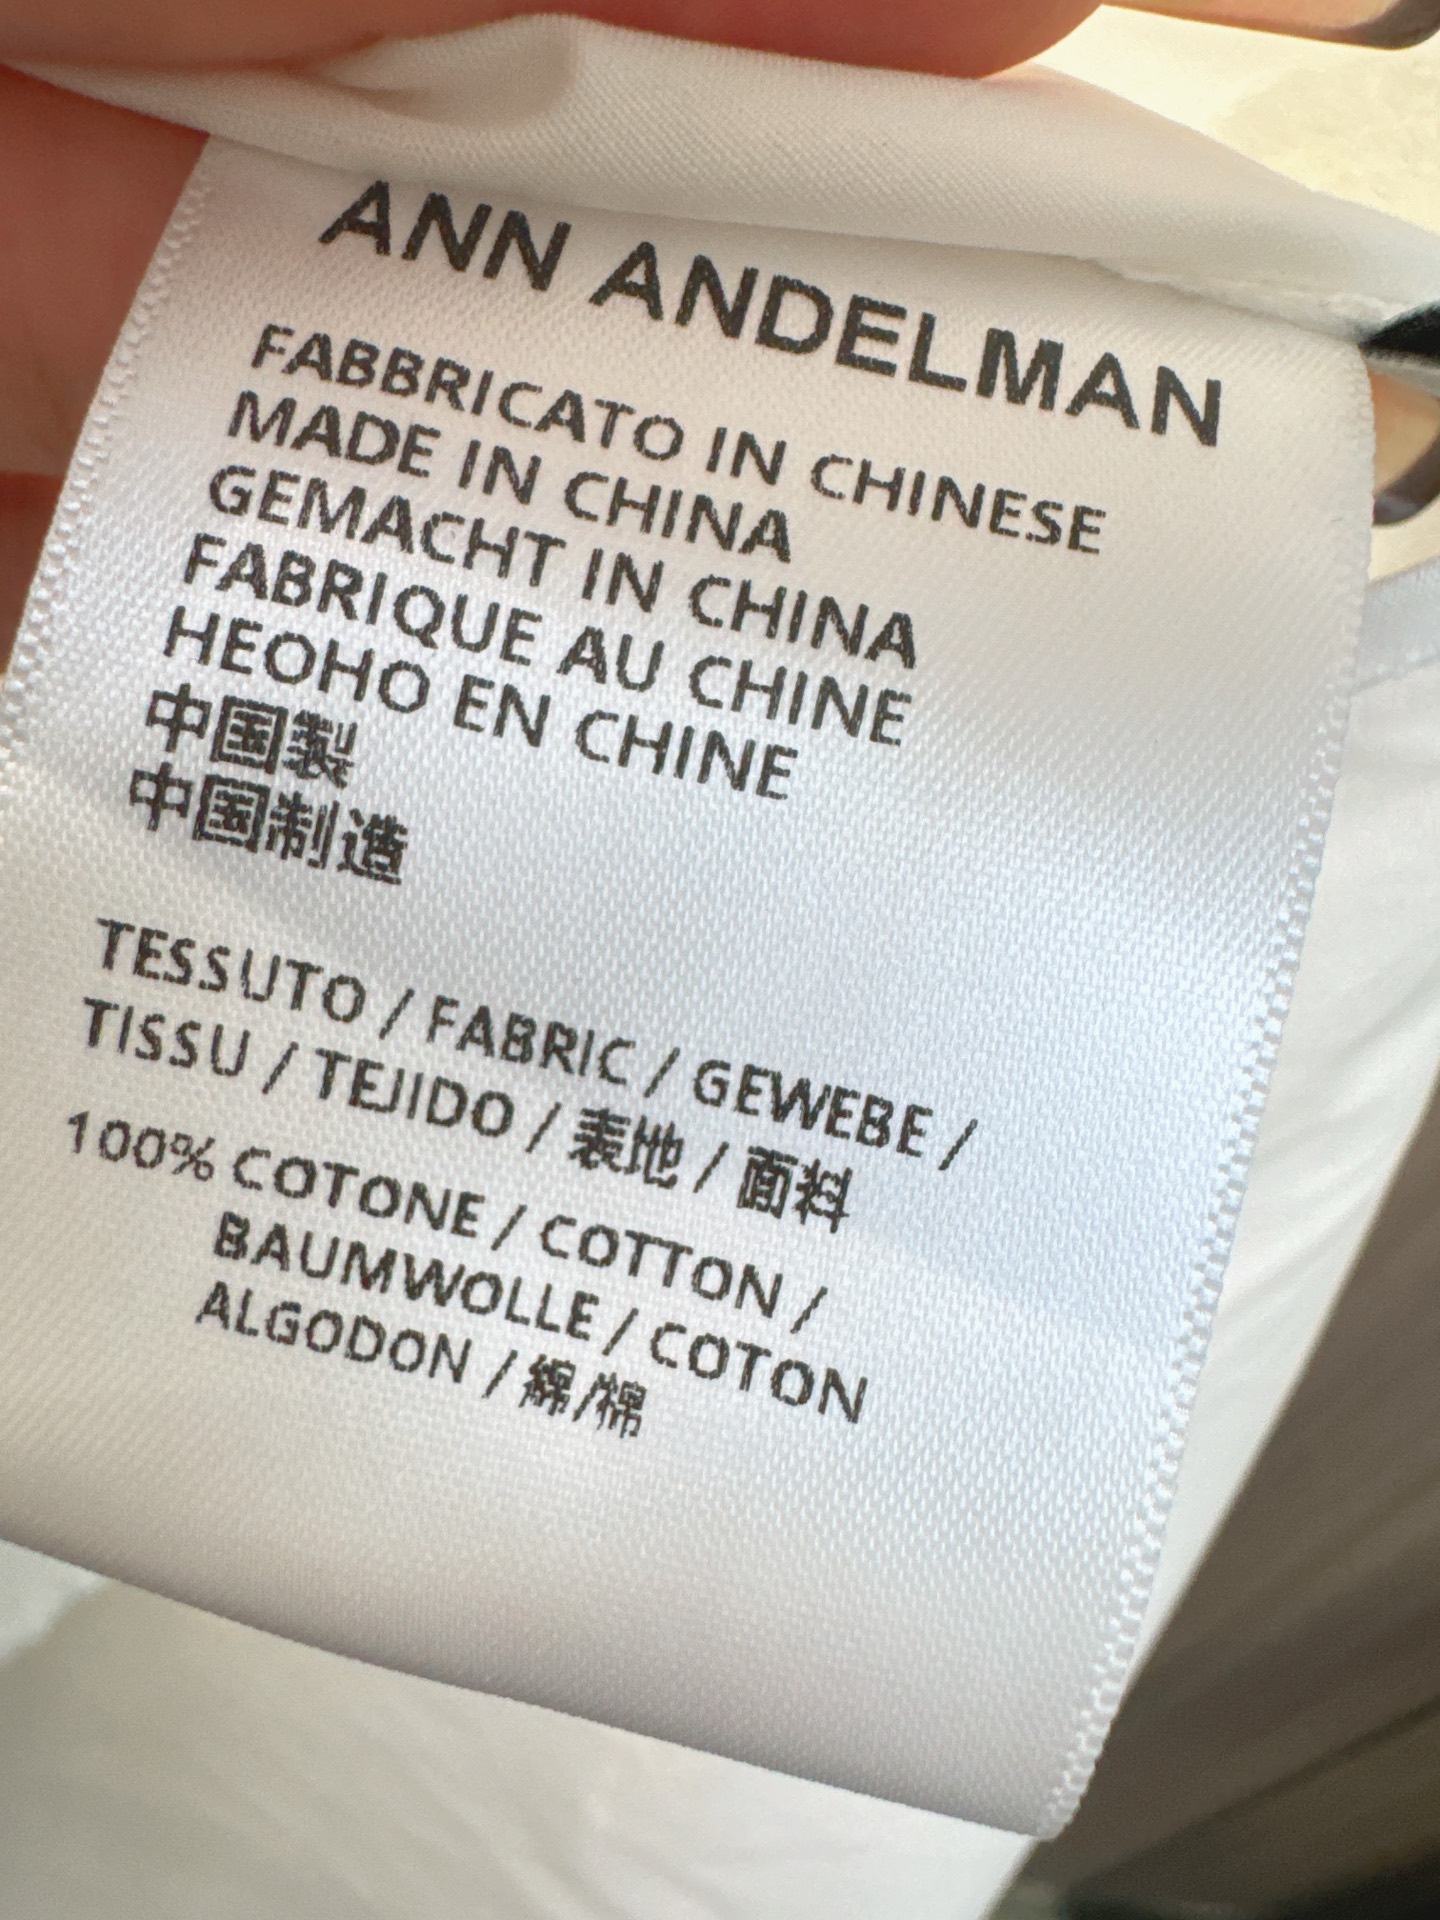 ANN ANDELMAN
FABBRICATO IN CHINESE
MADE IN CHINA
GEMACHT IN CHINA
FABRIQUE AU CHINE
HEOHO EN CHINE
中国製
中国制造
TESSUTO / FABRIC / GEWEBE /
TISSU / TEJIDO / 表地 / 面料
100% COTONE / COTTON /
BAUMWOLLE / COTON
ALGODON / 綿/棉